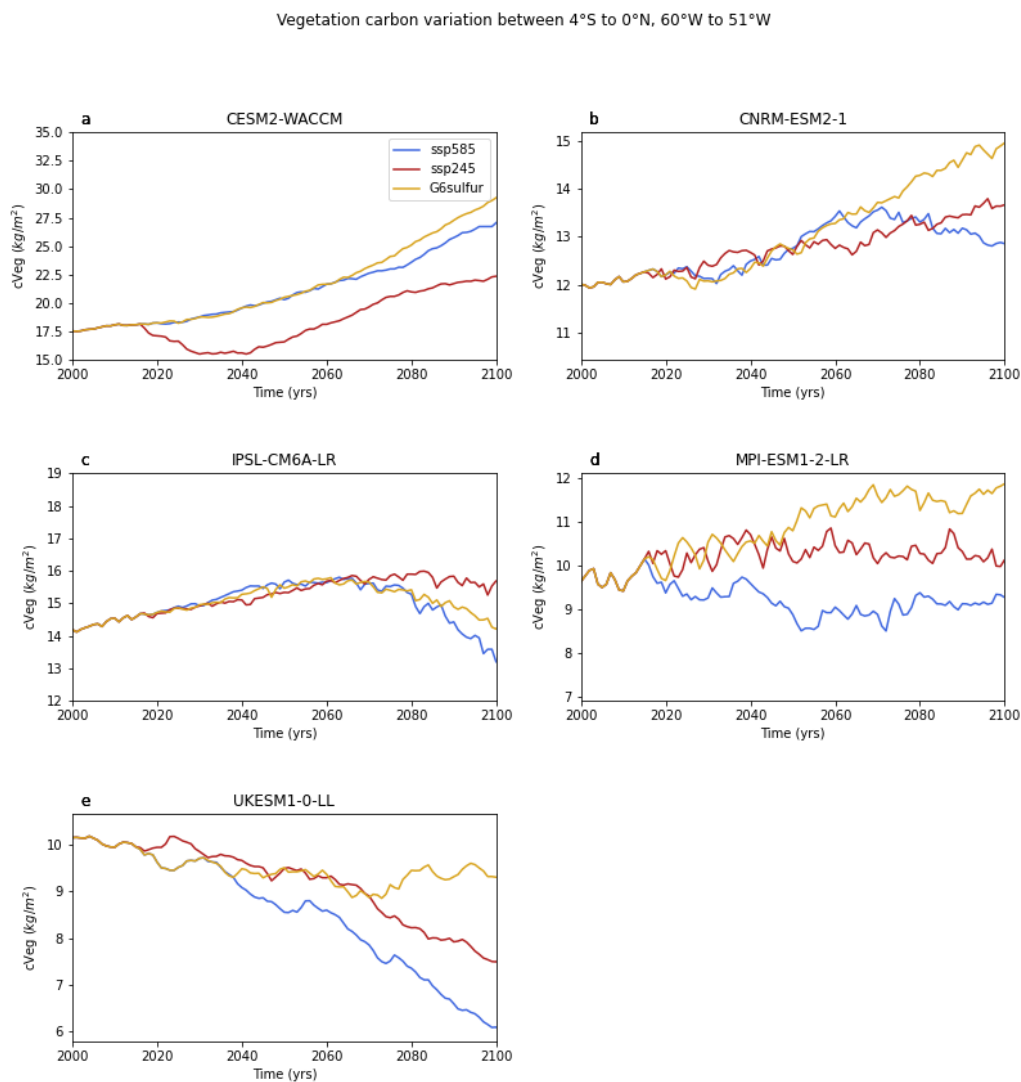 Vegetation carbon variation between 4°S to 0°N, 60°W to 51°W
a
CESM2-WACCM
35.0
32.5
30.0
27.5
25.0
22.5
20.0
17.5
15.0
cVeg (kg/m²)
ssp585
ssp245
G6sulfur
2000 2020 2040 2060 2080 2100
Time (yrs)
b
CNRM-ESM2-1
15
14
13
12
11
cVeg (kg/m²)
2000 2020 2040 2060 2080 2100
Time (yrs)
c
IPSL-CM6A-LR
19
18
17
16
15
14
13
12
cVeg (kg/m²)
2000 2020 2040 2060 2080 2100
Time (yrs)
d
MPI-ESM1-2-LR
12
11
10
9
8
7
cVeg (kg/m²)
2000 2020 2040 2060 2080 2100
Time (yrs)
e
UKESM1-0-LL
10
9
8
7
6
cVeg (kg/m²)
2000 2020 2040 2060 2080 2100
Time (yrs)